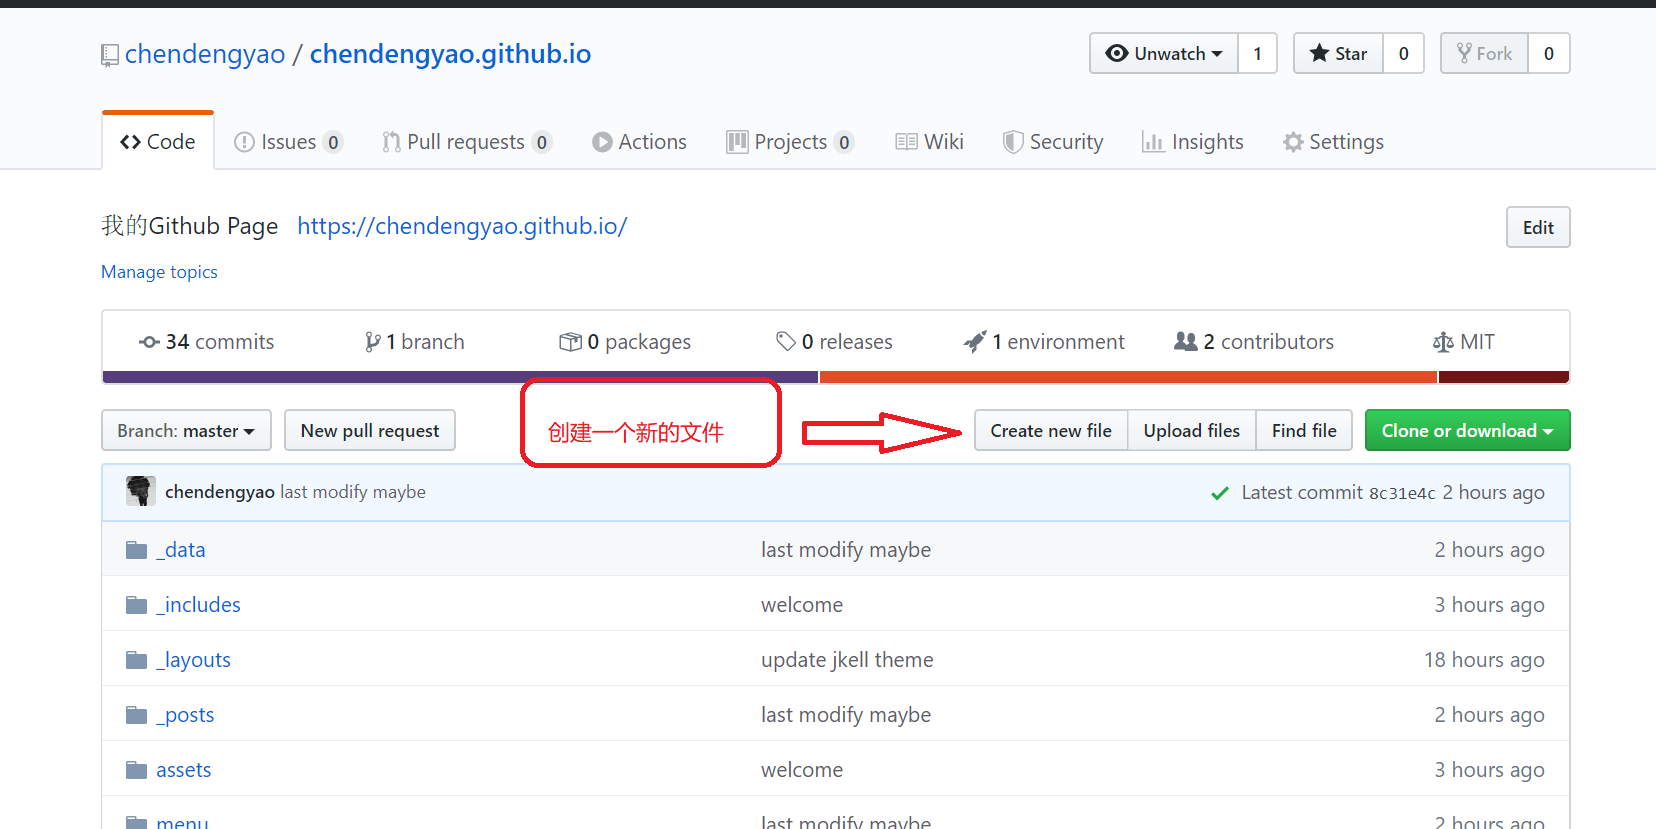 chendengyao / chendengyao.github.io
Unwatch 1 Star 0 Fork 0
Code Issues 0 Pull requests 0 Actions Projects 0 Wiki Security Insights Settings
我的Github Page https://chendengyao.github.io/
Edit
Manage topics
34 commits 1 branch 0 packages 0 releases 1 environment 2 contributors MIT
Branch: master New pull request 创建一个新的文件 Create new file Upload files Find file Clone or download
chendengyao last modify maybe Latest commit 8c31e4c 2 hours ago
_data last modify maybe 2 hours ago
_includes welcome 3 hours ago
_layouts update jkell theme 18 hours ago
_posts last modify maybe 2 hours ago
assets welcome 3 hours ago
menu last modify maybe 2 hours ago